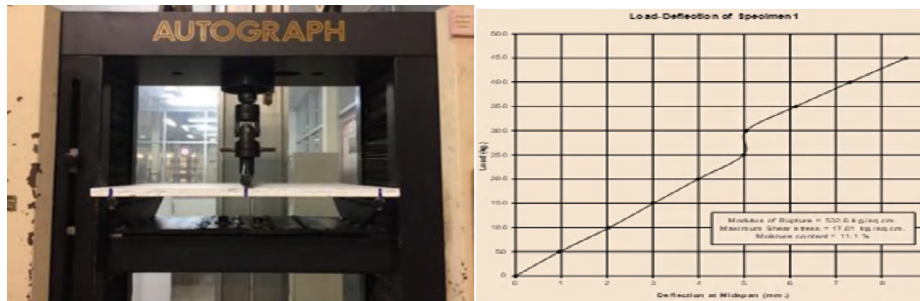 AUTOGRAPH
Load-Deflection of Specimen 1
50.0
45.0
40.0
35.0
30.0
25.0
20.0
15.0
10.0
5.0
0
Load(kg.)
Modulus of Rupture = 532.6 kg/sq.cm.
Maximum Shear stress = 17.01 kg/sq.cm.
Moisture content = 11.1 %
0 1 2 3 4 5 6 7 8
Deflection at Midspan (mm.)